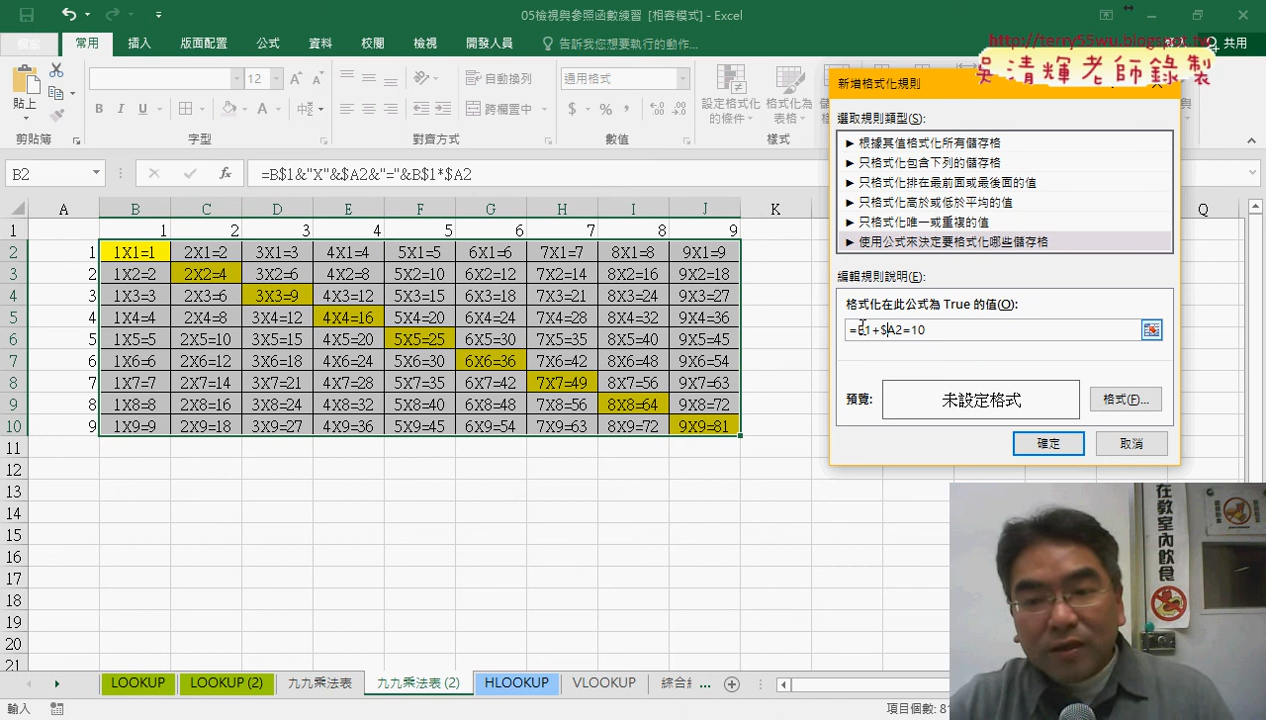 05檢視與參照函數練習 [相容模式] - Excel
http://terry55wu.blogspot.tw
吳清輝老師錄製
檔案 常用 插入 版面配置 公式 資料 校閱 檢視 開發人員 告訴我您想要執行的動作... 共用
貼上 12 自動換列 通用格式
B I U 跨欄置中 $ % , 設定格式化的條件 格式化為表格
剪貼簿 字型 對齊方式 數值 樣式
B2 fx =B$1&"X"&$A2&"="&B$1*$A2
A B C D E F G H I J K Q
1 1 2 3 4 5 6 7 8 9
2 1 1X1=1 2X1=2 3X1=3 4X1=4 5X1=5 6X1=6 7X1=7 8X1=8 9X1=9
3 2 1X2=2 2X2=4 3X2=6 4X2=8 5X2=10 6X2=12 7X2=14 8X2=16 9X2=18
4 3 1X3=3 2X3=6 3X3=9 4X3=12 5X3=15 6X3=18 7X3=21 8X3=24 9X3=27
5 4 1X4=4 2X4=8 3X4=12 4X4=16 5X4=20 6X4=24 7X4=28 8X4=32 9X4=36
6 5 1X5=5 2X5=10 3X5=15 4X5=20 5X5=25 6X5=30 7X5=35 8X5=40 9X5=45
7 6 1X6=6 2X6=12 3X6=18 4X6=24 5X6=30 6X6=36 7X6=42 8X6=48 9X6=54
8 7 1X7=7 2X7=14 3X7=21 4X7=28 5X7=35 6X7=42 7X7=49 8X7=56 9X7=63
9 8 1X8=8 2X8=16 3X8=24 4X8=32 5X8=40 6X8=48 7X8=56 8X8=64 9X8=72
10 9 1X9=9 2X9=18 3X9=27 4X9=36 5X9=45 6X9=54 7X9=63 8X9=72 9X9=81
11
12
13
14
15
16
17
18
19
20
21
新增格式化規則
選取規則類型(S):
► 根據其值格式化所有儲存格
► 只格式化包含下列的儲存格
► 只格式化排在最前面或最後面的值
► 只格式化高於或低於平均的值
► 只格式化唯一或重複的值
► 使用公式來決定要格式化哪些儲存格
編輯規則說明(E):
格式化在此公式為 True 的值(O):
=B1+$A2=10
預覽: 未設定格式 格式(F)...
確定 取消
在教室內飲食
LOOKUP LOOKUP (2) 九九乘法表 九九乘法表 (2) HLOOKUP VLOOKUP ...
輸入 項目個數: 8